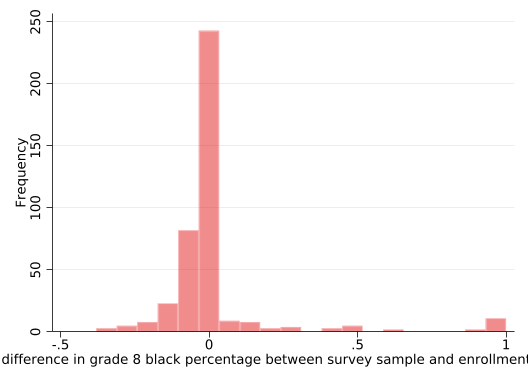 250
200
150
100
50
0
Frequency
-.5 0 .5 1
difference in grade 8 black percentage between survey sample and enrollment